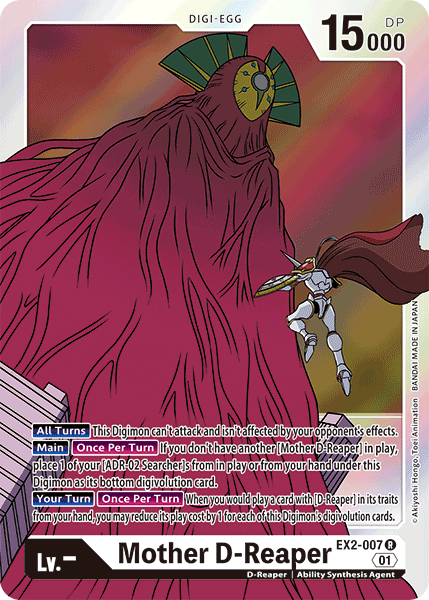 DIGI-EGG
15000 DP
All Turns This Digimon can't attack and isn't affected by your opponent's effects.
Main Once Per Turn If you don't have another [Mother D-Reaper] in play,
place 1 of your [ADR-02 Searcher]s from in play or from your hand under
this Digimon as its bottom digivolution card.
Your Turn Once Per Turn When you would play a card with [D-Reaper] in its traits
from your hand, you may reduce its play cost by 1 for each of this Digimon's digivolution cards.
©Akiyoshi Hongo, Toei Animation BANDAI MADE IN JAPAN
Lv.- Mother D-Reaper EX2-007 R
01
D-Reaper | Ability Synthesis Agent